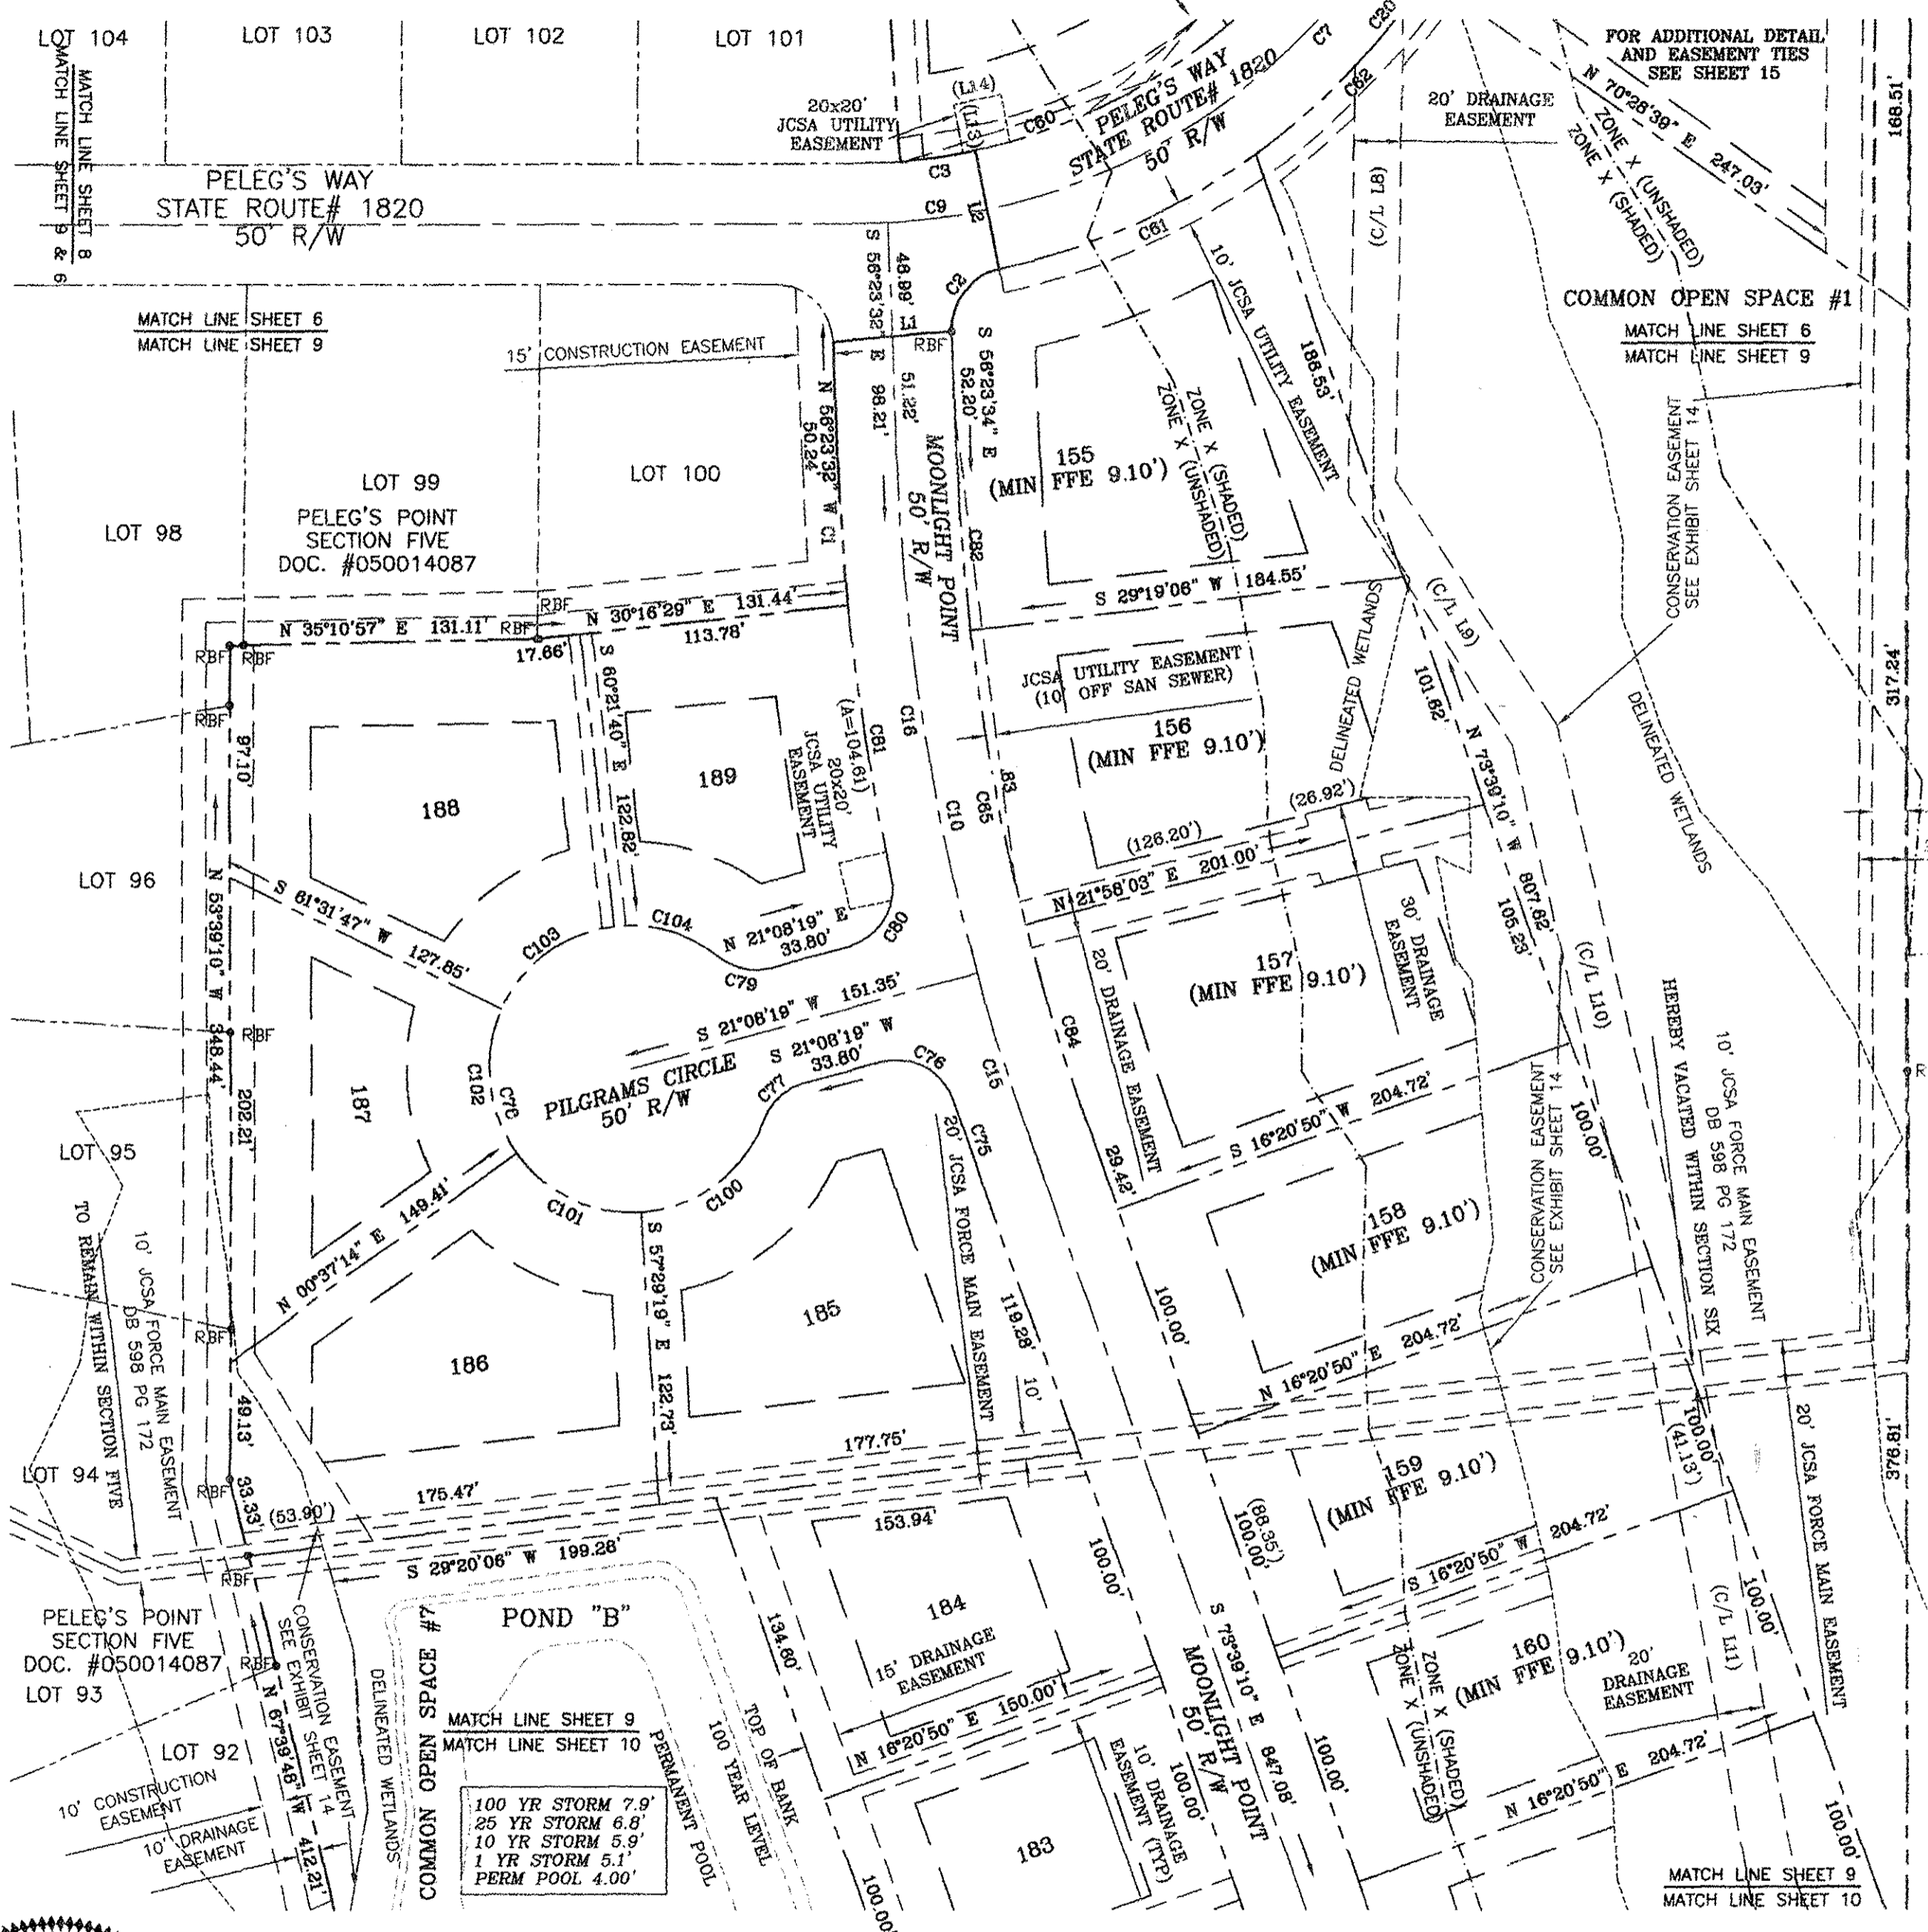 LOT 104
LOT 103
LOT 102
LOT 101
MATCH LINE SHEET 8
MATCH LINE SHEET 9 & 6
PELEG'S WAY
STATE ROUTE# 1820
50' R/W
20x20'
JCSA UTILITY
EASEMENT
(L14)
(L13)
C60
PELEG'S WAY
STATE ROUTE# 1820
50' R/W
C7
C20
C62
C3
C9
L2
C61
C2
FOR ADDITIONAL DETAIL
AND EASEMENT TIES
SEE SHEET 15
N 70°28'39" E 247.03'
168.51'
20' DRAINAGE
EASEMENT
ZONE X (UNSHADED)
ZONE X (SHADED)
(C/L L8)
COMMON OPEN SPACE #1
MATCH LINE SHEET 6
MATCH LINE SHEET 9
MATCH LINE SHEET 6
MATCH LINE SHEET 9
15' CONSTRUCTION EASEMENT
S 56°23'32" E 98.21'
46.99'
51.22'
L1
RBF
S 56°23'34" E
52.20'
N 56°23'32" W C1
50.24'
10' JCSA UTILITY EASEMENT
188.53'
ZONE X (SHADED)
ZONE X (UNSHADED)
CONSERVATION EASEMENT
SEE EXHIBIT SHEET 14
LOT 98
LOT 99
PELEG'S POINT
SECTION FIVE
DOC. #050014087
LOT 100
MOONLIGHT POINT
50' R/W
C82
155
(MIN FFE 9.10')
S 29°19'06" W 184.55'
RBF
N 35°10'57" E 131.11'
RBF
N 30°16'29" E 131.44'
113.78'
17.66'
RBF
RBF
RBF
97.10'
S 60°21'40" E 122.82'
JCSA UTILITY EASEMENT
(10' OFF SAN SEWER)
156
(MIN FFE 9.10')
DELINEATED WETLANDS
(C/L L9)
101.62'
N 73°39'10" W 807.62'
105.23'
DELINEATED WETLANDS
317.24'
188
189
20x20'
JCSA UTILITY
EASEMENT
(A=104.61)
C81
C16
C10
C65
83
(26.92')
(126.20')
N 21°58'03" E 201.00'
LOT 96
S 61°31'47" W 127.85'
N 53°39'10" W 348.44'
C103
C104
N 21°08'19" E
33.80'
C80
C79
S 21°08'19" W 151.35'
S 21°08'19" W
33.80'
PILGRAMS CIRCLE
50' R/W
C77
C76
C15
C84
20' DRAINAGE EASEMENT
157
(MIN FFE 9.10')
30' DRAINAGE
EASEMENT
(C/L L10)
HEREBY VACATED WITHIN SECTION SIX
10' JCSA FORCE MAIN EASEMENT
DB 598 PG 172
RBF
202.21'
187
C102
C78
C75
20' JCSA FORCE MAIN EASEMENT
29.42'
S 16°20'50" W 204.72'
CONSERVATION EASEMENT
SEE EXHIBIT SHEET 14
100.00'
R
LOT 95
N 00°37'14" E 149.41'
C101
C100
158
(MIN FFE 9.10')
TO REMAIN WITHIN SECTION FIVE
10' JCSA FORCE MAIN EASEMENT
DB 598 PG 172
RBF
186
S 57°29'19" E 122.73'
185
119.28'
10'
100.00'
N 16°20'50" E 204.72'
49.13'
177.75'
159
(MIN FFE 9.10')
100.00'
(41.13')
20' JCSA FORCE MAIN EASEMENT
376.81'
LOT 94
RBF
33.33'
(53.90')
175.47'
S 29°20'06" W 199.28'
153.94'
100.00'
(88.35')
100.00'
S 16°20'50" W 204.72'
(C/L L11)
100.00'
RBF
PELEG'S POINT
SECTION FIVE
DOC. #050014087
LOT 93
RBF
CONSERVATION EASEMENT
SEE EXHIBIT SHEET 14
DELINEATED WETLANDS
COMMON OPEN SPACE #7
POND "B"
134.60'
184
15' DRAINAGE
EASEMENT
N 16°20'50" E 150.00'
MOONLIGHT POINT
50' R/W
S 73°39'10" E 847.08'
100.00'
100.00'
160
(MIN FFE 9.10')
20'
DRAINAGE
EASEMENT
ZONE X (SHADED)
ZONE X (UNSHADED)
N 16°20'50" E 204.72'
100.00'
MATCH LINE SHEET 9
MATCH LINE SHEET 10
LOT 92
N 67°39'48" W 412.21'
10' CONSTRUCTION
EASEMENT
10' DRAINAGE
EASEMENT
100 YR STORM 7.9'
25 YR STORM 6.8'
10 YR STORM 5.9'
1 YR STORM 5.1'
PERM POOL 4.00'
PERMANENT POOL
100 YEAR LEVEL
TOP OF BANK
100.00'
183
10' DRAINAGE
EASEMENT (TYP)
MATCH LINE SHEET 9
MATCH LINE SHEET 10